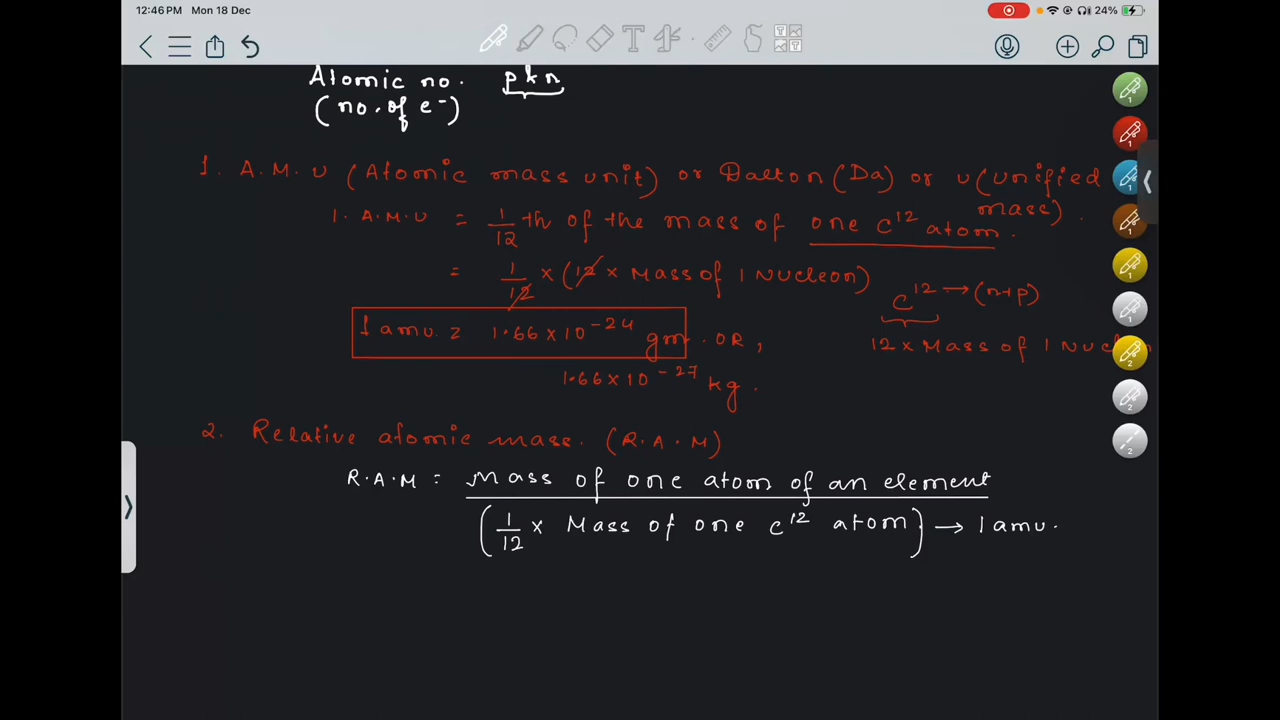 12:46 PM Mon 18 Dec
24%
Atomic no. p & n
(no. of e-)
1. A.M.U (Atomic mass unit) or Dalton (Da) or u (unified mass).
1. A.M.U = 1/12 th of the mass of one C¹² atom.
= 1/12 × (12 × Mass of 1 Nucleon)
C¹² → (n+p)
12 × Mass of 1 Nucleon
1 amu. = 1.66 × 10⁻²⁴ gm. OR,
1.66 × 10⁻²⁷ kg.
2. Relative atomic mass. (R.A.M)
R.A.M = Mass of one atom of an element
(1/12 × Mass of one C¹² atom) → 1 amu.